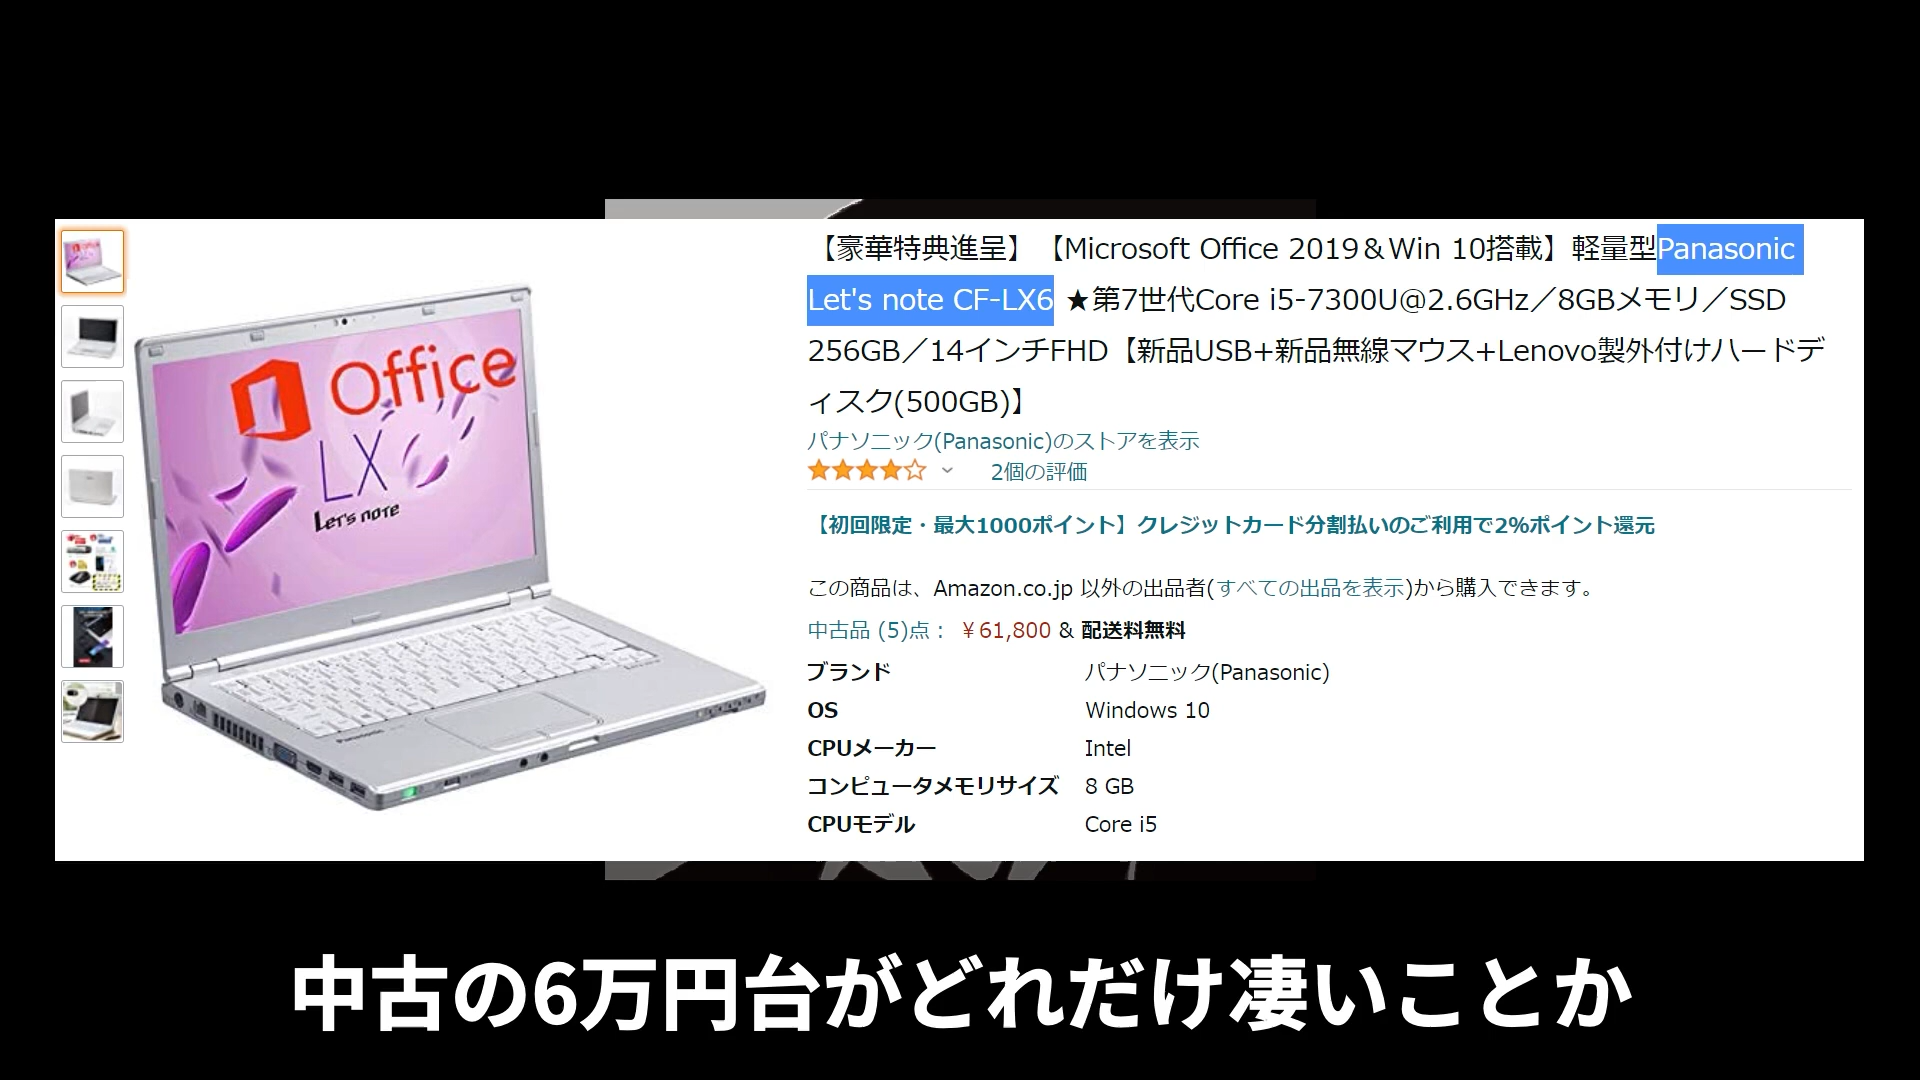 【豪華特典進呈】【Microsoft Office 2019＆Win 10搭載】軽量型Panasonic
Let's note CF-LX6 ★第7世代Core i5-7300U@2.6GHz／8GBメモリ／SSD
256GB／14インチFHD【新品USB+新品無線マウス+Lenovo製外付けハードデ
ィスク(500GB)】
パナソニック(Panasonic)のストアを表示
2個の評価
【初回限定・最大1000ポイント】クレジットカード分割払いのご利用で2%ポイント還元
この商品は、Amazon.co.jp 以外の出品者(すべての出品を表示)から購入できます。
中古品 (5)点： ￥61,800 & 配送料無料
ブランド パナソニック(Panasonic)
OS Windows 10
CPUメーカー Intel
コンピュータメモリサイズ 8 GB
CPUモデル Core i5
Office
LX
Let's note
Panasonic
中古の6万円台がどれだけ凄いことか